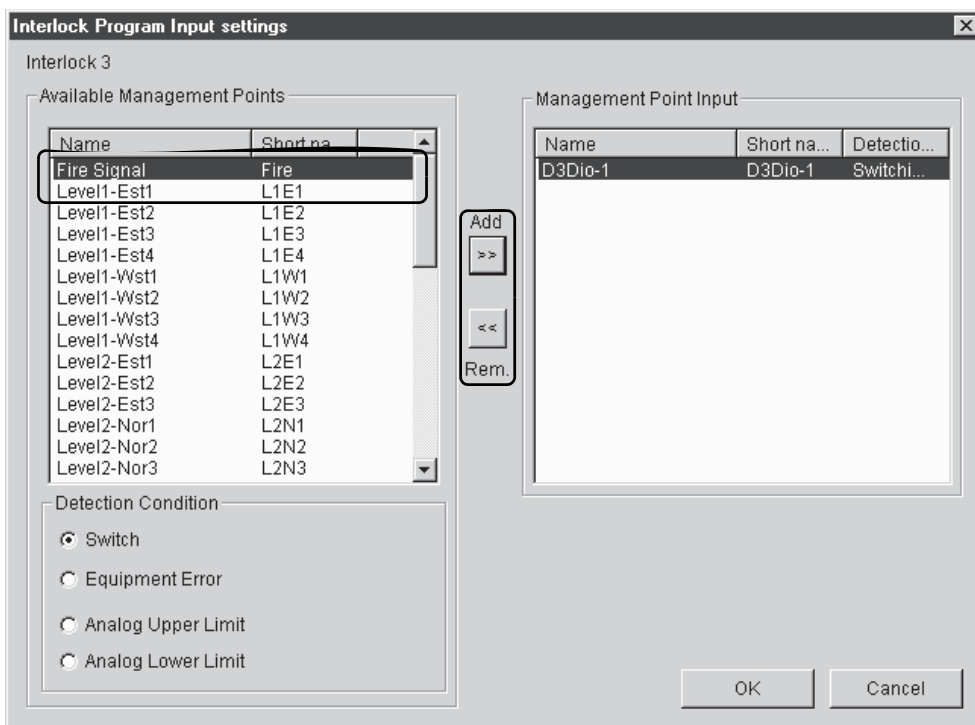 Interlock Program Input settings
Interlock 3
Available Management Points
Name Short na...
Fire Signal Fire
Level1-Est1 L1E1
Level1-Est2 L1E2
Level1-Est3 L1E3
Level1-Est4 L1E4
Level1-Wst1 L1W1
Level1-Wst2 L1W2
Level1-Wst3 L1W3
Level1-Wst4 L1W4
Level2-Est1 L2E1
Level2-Est2 L2E2
Level2-Est3 L2E3
Level2-Nor1 L2N1
Level2-Nor2 L2N2
Level2-Nor3 L2N3
Detection Condition
Switch
Equipment Error
Analog Upper Limit
Analog Lower Limit
Add
>>
<<
Rem.
Management Point Input
Name Short na... Detectio...
D3Dio-1 D3Dio-1 Switchi...
OK Cancel